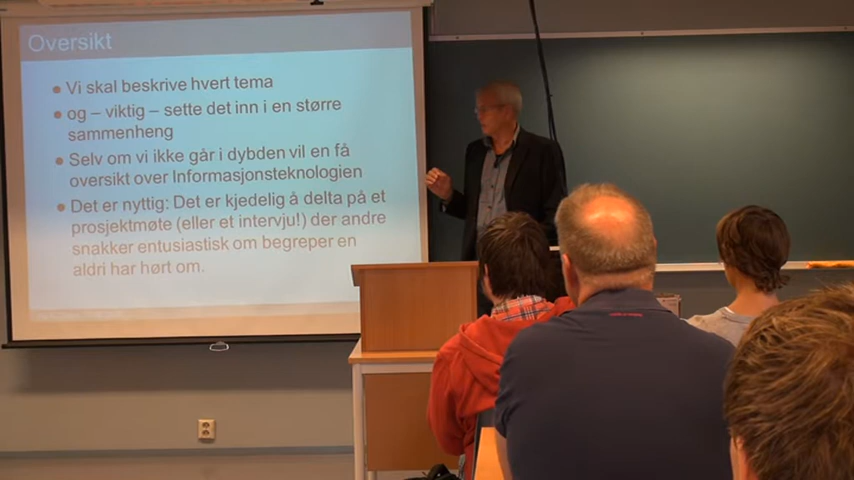 Oversikt
Vi skal beskrive hvert tema
og – viktig – sette det inn i en større
sammenheng
Selv om vi ikke går i dybden vil en få
oversikt over Informasjonsteknologien
Det er nyttig: Det er kjedelig å delta på et
prosjektmøte (eller et intervju!) der andre
snakker entusiastisk om begreper en
aldri har hørt om.